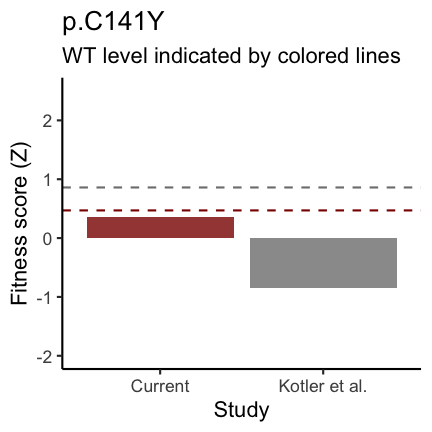 p.C141Y
WT level indicated by colored lines
Fitness score (Z)
2
1
0
-1
-2
Current
Kotler et al.
Study